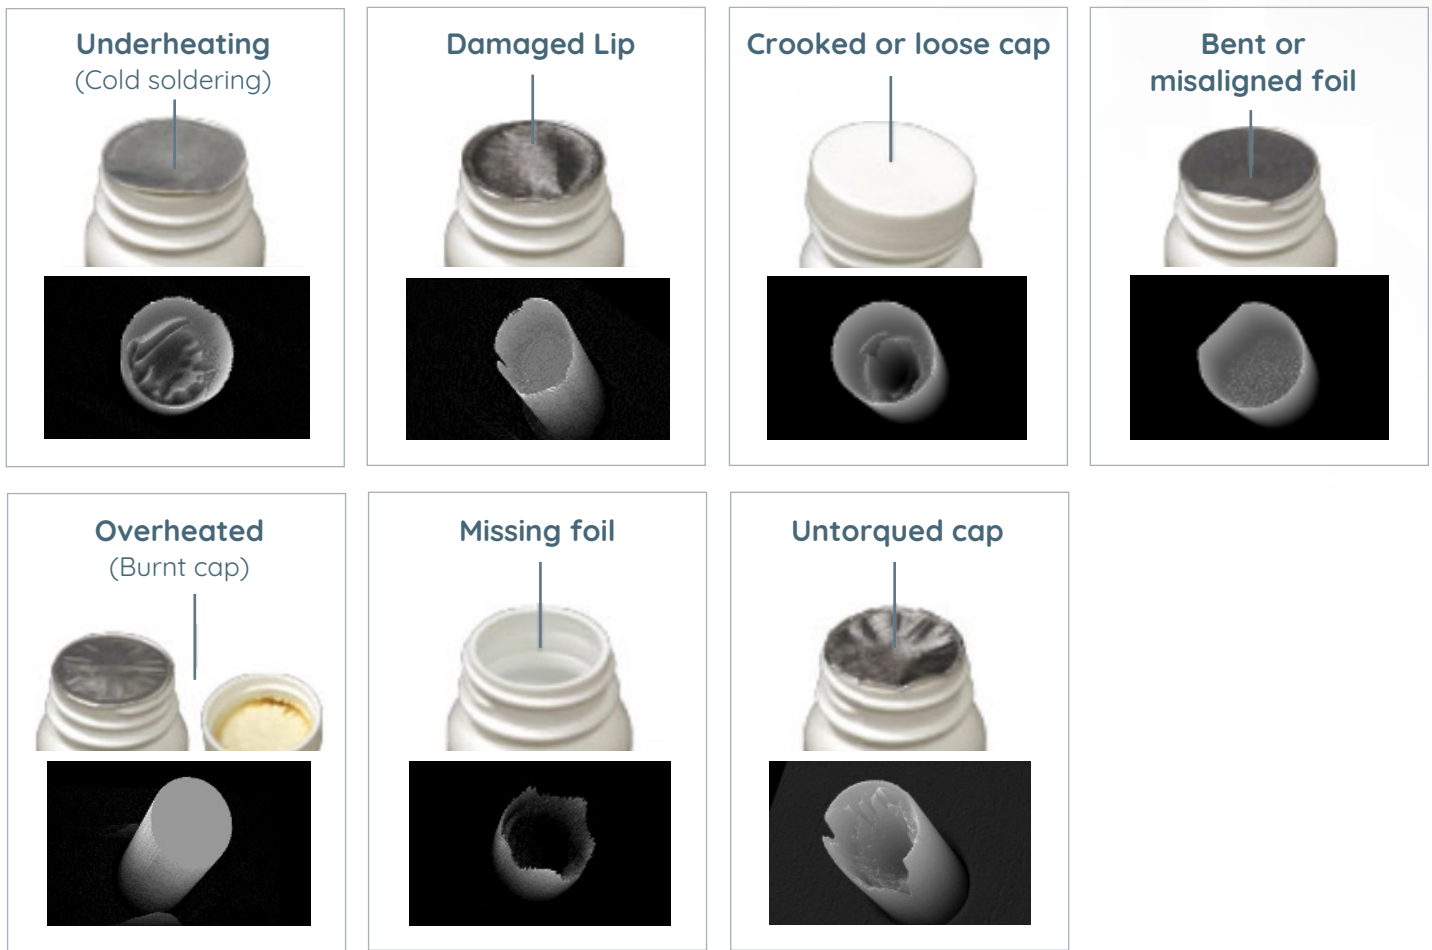 Underheating
(Cold soldering)
Damaged Lip
Crooked or loose cap
Bent or
misaligned foil
Overheated
(Burnt cap)
Missing foil
Untorqued cap